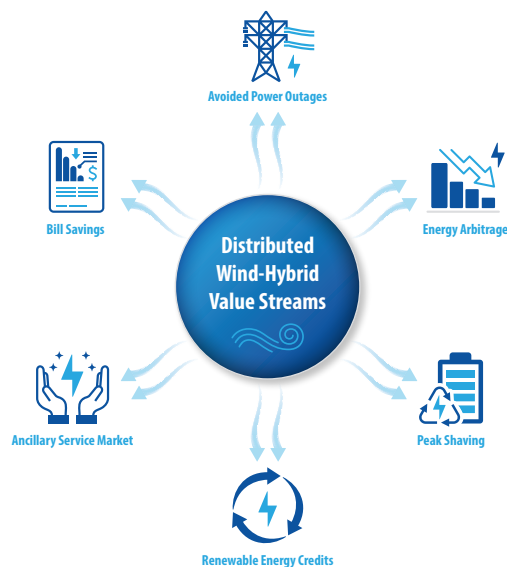 Avoided Power Outages
Bill Savings
$
Energy Arbitrage
Distributed
Wind-Hybrid
Value Streams
Ancillary Service Market
Peak Shaving
Renewable Energy Credits